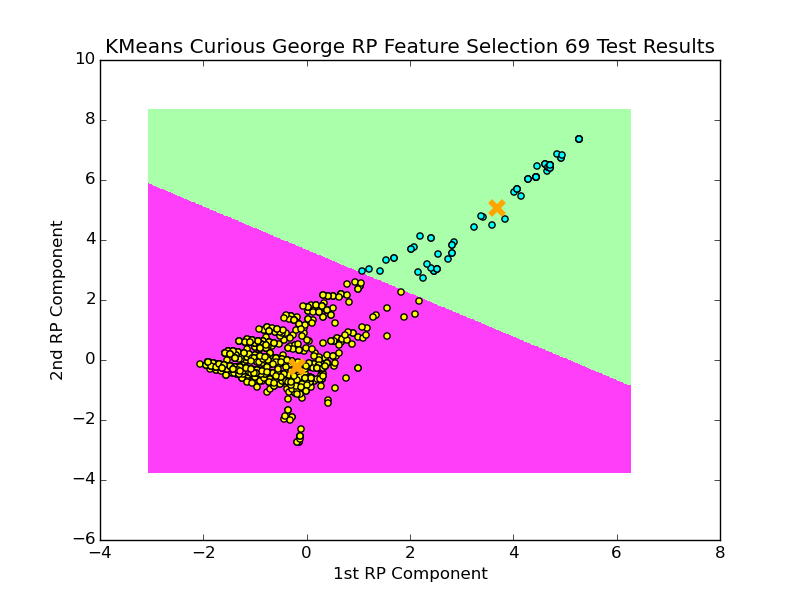 KMeans Curious George RP Feature Selection 69 Test Results
10
8
6
4
2
0
−2
−4
−6
2nd RP Component
−4 −2 0 2 4 6 8
1st RP Component